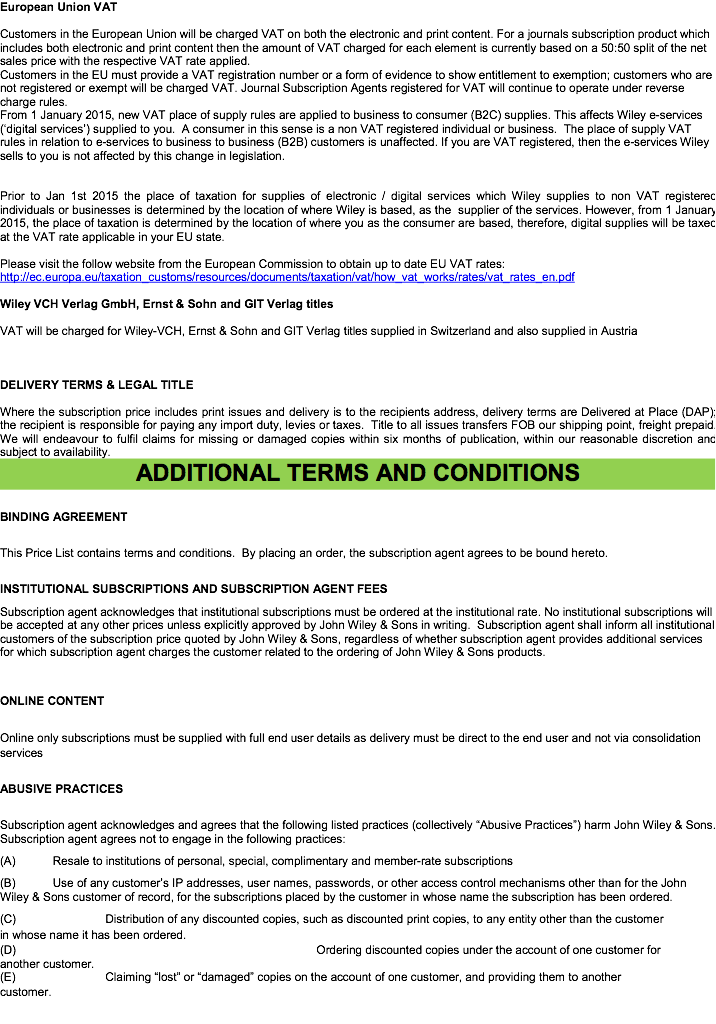 European Union VAT
Customers in the European Union will be charged VAT on both the electronic and print content. For a journals subscription product which
includes both electronic and print content then the amount of VAT charged for each element is currently based on a 50:50 split of the net
sales price with the respective VAT rate applied.
Customers in the EU must provide a VAT registration number or a form of evidence to show entitlement to exemption; customers who are
not registered or exempt will be charged VAT. Journal Subscription Agents registered for VAT will continue to operate under reverse
charge rules.
From 1 January 2015, new VAT place of supply rules are applied to business to consumer (B2C) supplies. This affects Wiley e-services
('digital services') supplied to you.  A consumer in this sense is a non VAT registered individual or business.  The place of supply VAT
rules in relation to e-services to business to business (B2B) customers is unaffected. If you are VAT registered, then the e-services Wiley
sells to you is not affected by this change in legislation.
Prior to Jan 1st 2015 the place of taxation for supplies of electronic / digital services which Wiley supplies to non VAT registered
individuals or businesses is determined by the location of where Wiley is based, as the  supplier of the services. However, from 1 January
2015, the place of taxation is determined by the location of where you as the consumer are based, therefore, digital supplies will be taxed
at the VAT rate applicable in your EU state.
Please visit the follow website from the European Commission to obtain up to date EU VAT rates:
http://ec.europa.eu/taxation_customs/resources/documents/taxation/vat/how_vat_works/rates/vat_rates_en.pdf
Wiley VCH Verlag GmbH, Ernst & Sohn and GIT Verlag titles
VAT will be charged for Wiley-VCH, Ernst & Sohn and GIT Verlag titles supplied in Switzerland and also supplied in Austria
DELIVERY TERMS & LEGAL TITLE
Where the subscription price includes print issues and delivery is to the recipients address, delivery terms are Delivered at Place (DAP);
the recipient is responsible for paying any import duty, levies or taxes.  Title to all issues transfers FOB our shipping point, freight prepaid.
We will endeavour to fulfil claims for missing or damaged copies within six months of publication, within our reasonable discretion and
subject to availability.
ADDITIONAL TERMS AND CONDITIONS
BINDING AGREEMENT
This Price List contains terms and conditions.  By placing an order, the subscription agent agrees to be bound hereto.
INSTITUTIONAL SUBSCRIPTIONS AND SUBSCRIPTION AGENT FEES
Subscription agent acknowledges that institutional subscriptions must be ordered at the institutional rate. No institutional subscriptions will
be accepted at any other prices unless explicitly approved by John Wiley & Sons in writing.  Subscription agent shall inform all institutional
customers of the subscription price quoted by John Wiley & Sons, regardless of whether subscription agent provides additional services
for which subscription agent charges the customer related to the ordering of John Wiley & Sons products.
ONLINE CONTENT
Online only subscriptions must be supplied with full end user details as delivery must be direct to the end user and not via consolidation
services
ABUSIVE PRACTICES
Subscription agent acknowledges and agrees that the following listed practices (collectively "Abusive Practices") harm John Wiley & Sons.
Subscription agent agrees not to engage in the following practices:
(A) Resale to institutions of personal, special, complimentary and member-rate subscriptions
(B) Use of any customer's IP addresses, user names, passwords, or other access control mechanisms other than for the John
Wiley & Sons customer of record, for the subscriptions placed by the customer in whose name the subscription has been ordered.
(C) Distribution of any discounted copies, such as discounted print copies, to any entity other than the customer
in whose name it has been ordered.
(D) Ordering discounted copies under the account of one customer for
another customer.
(E) Claiming "lost" or "damaged" copies on the account of one customer, and providing them to another
customer.